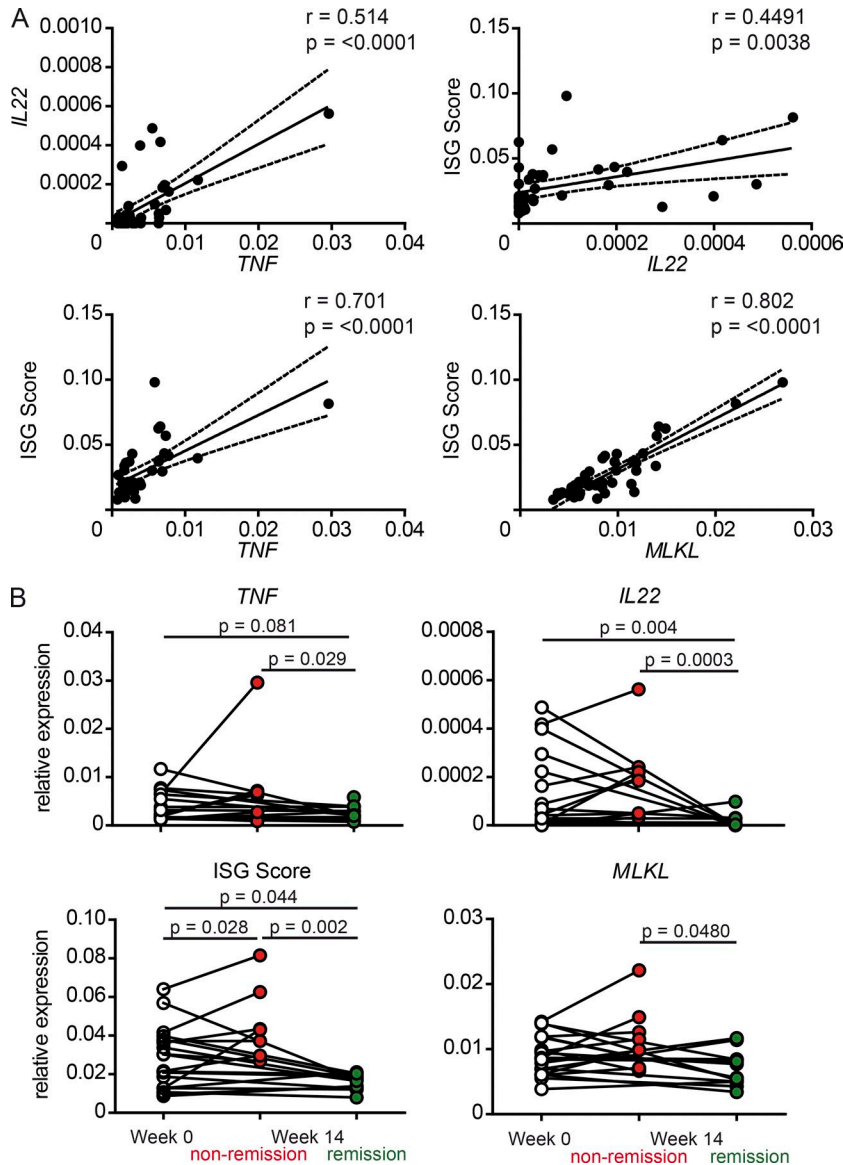 A
r = 0.514
p = <0.0001
IL22
0.0010
0.0008
0.0006
0.0004
0.0002
0
0.01 0.02 0.03 0.04
TNF
r = 0.4491
p = 0.0038
ISG Score
0.15
0.10
0.05
0
0.0002 0.0004 0.0006
IL22
r = 0.701
p = <0.0001
ISG Score
0.15
0.10
0.05
0
0.01 0.02 0.03 0.04
TNF
r = 0.802
p = <0.0001
ISG Score
0.15
0.10
0.05
0
0.01 0.02 0.03
MLKL
B
TNF
relative expression
0.04
0.03
0.02
0.01
0
p = 0.081
p = 0.029
IL22
0.0008
0.0006
0.0004
0.0002
0
p = 0.004
p = 0.0003
ISG Score
relative expression
0.10
0.08
0.06
0.04
0.02
0
p = 0.044
p = 0.028 p = 0.002
Week 0 Week 14
non-remission remission
MLKL
0.03
0.02
0.01
0
p = 0.0480
Week 0 Week 14
non-remission remission